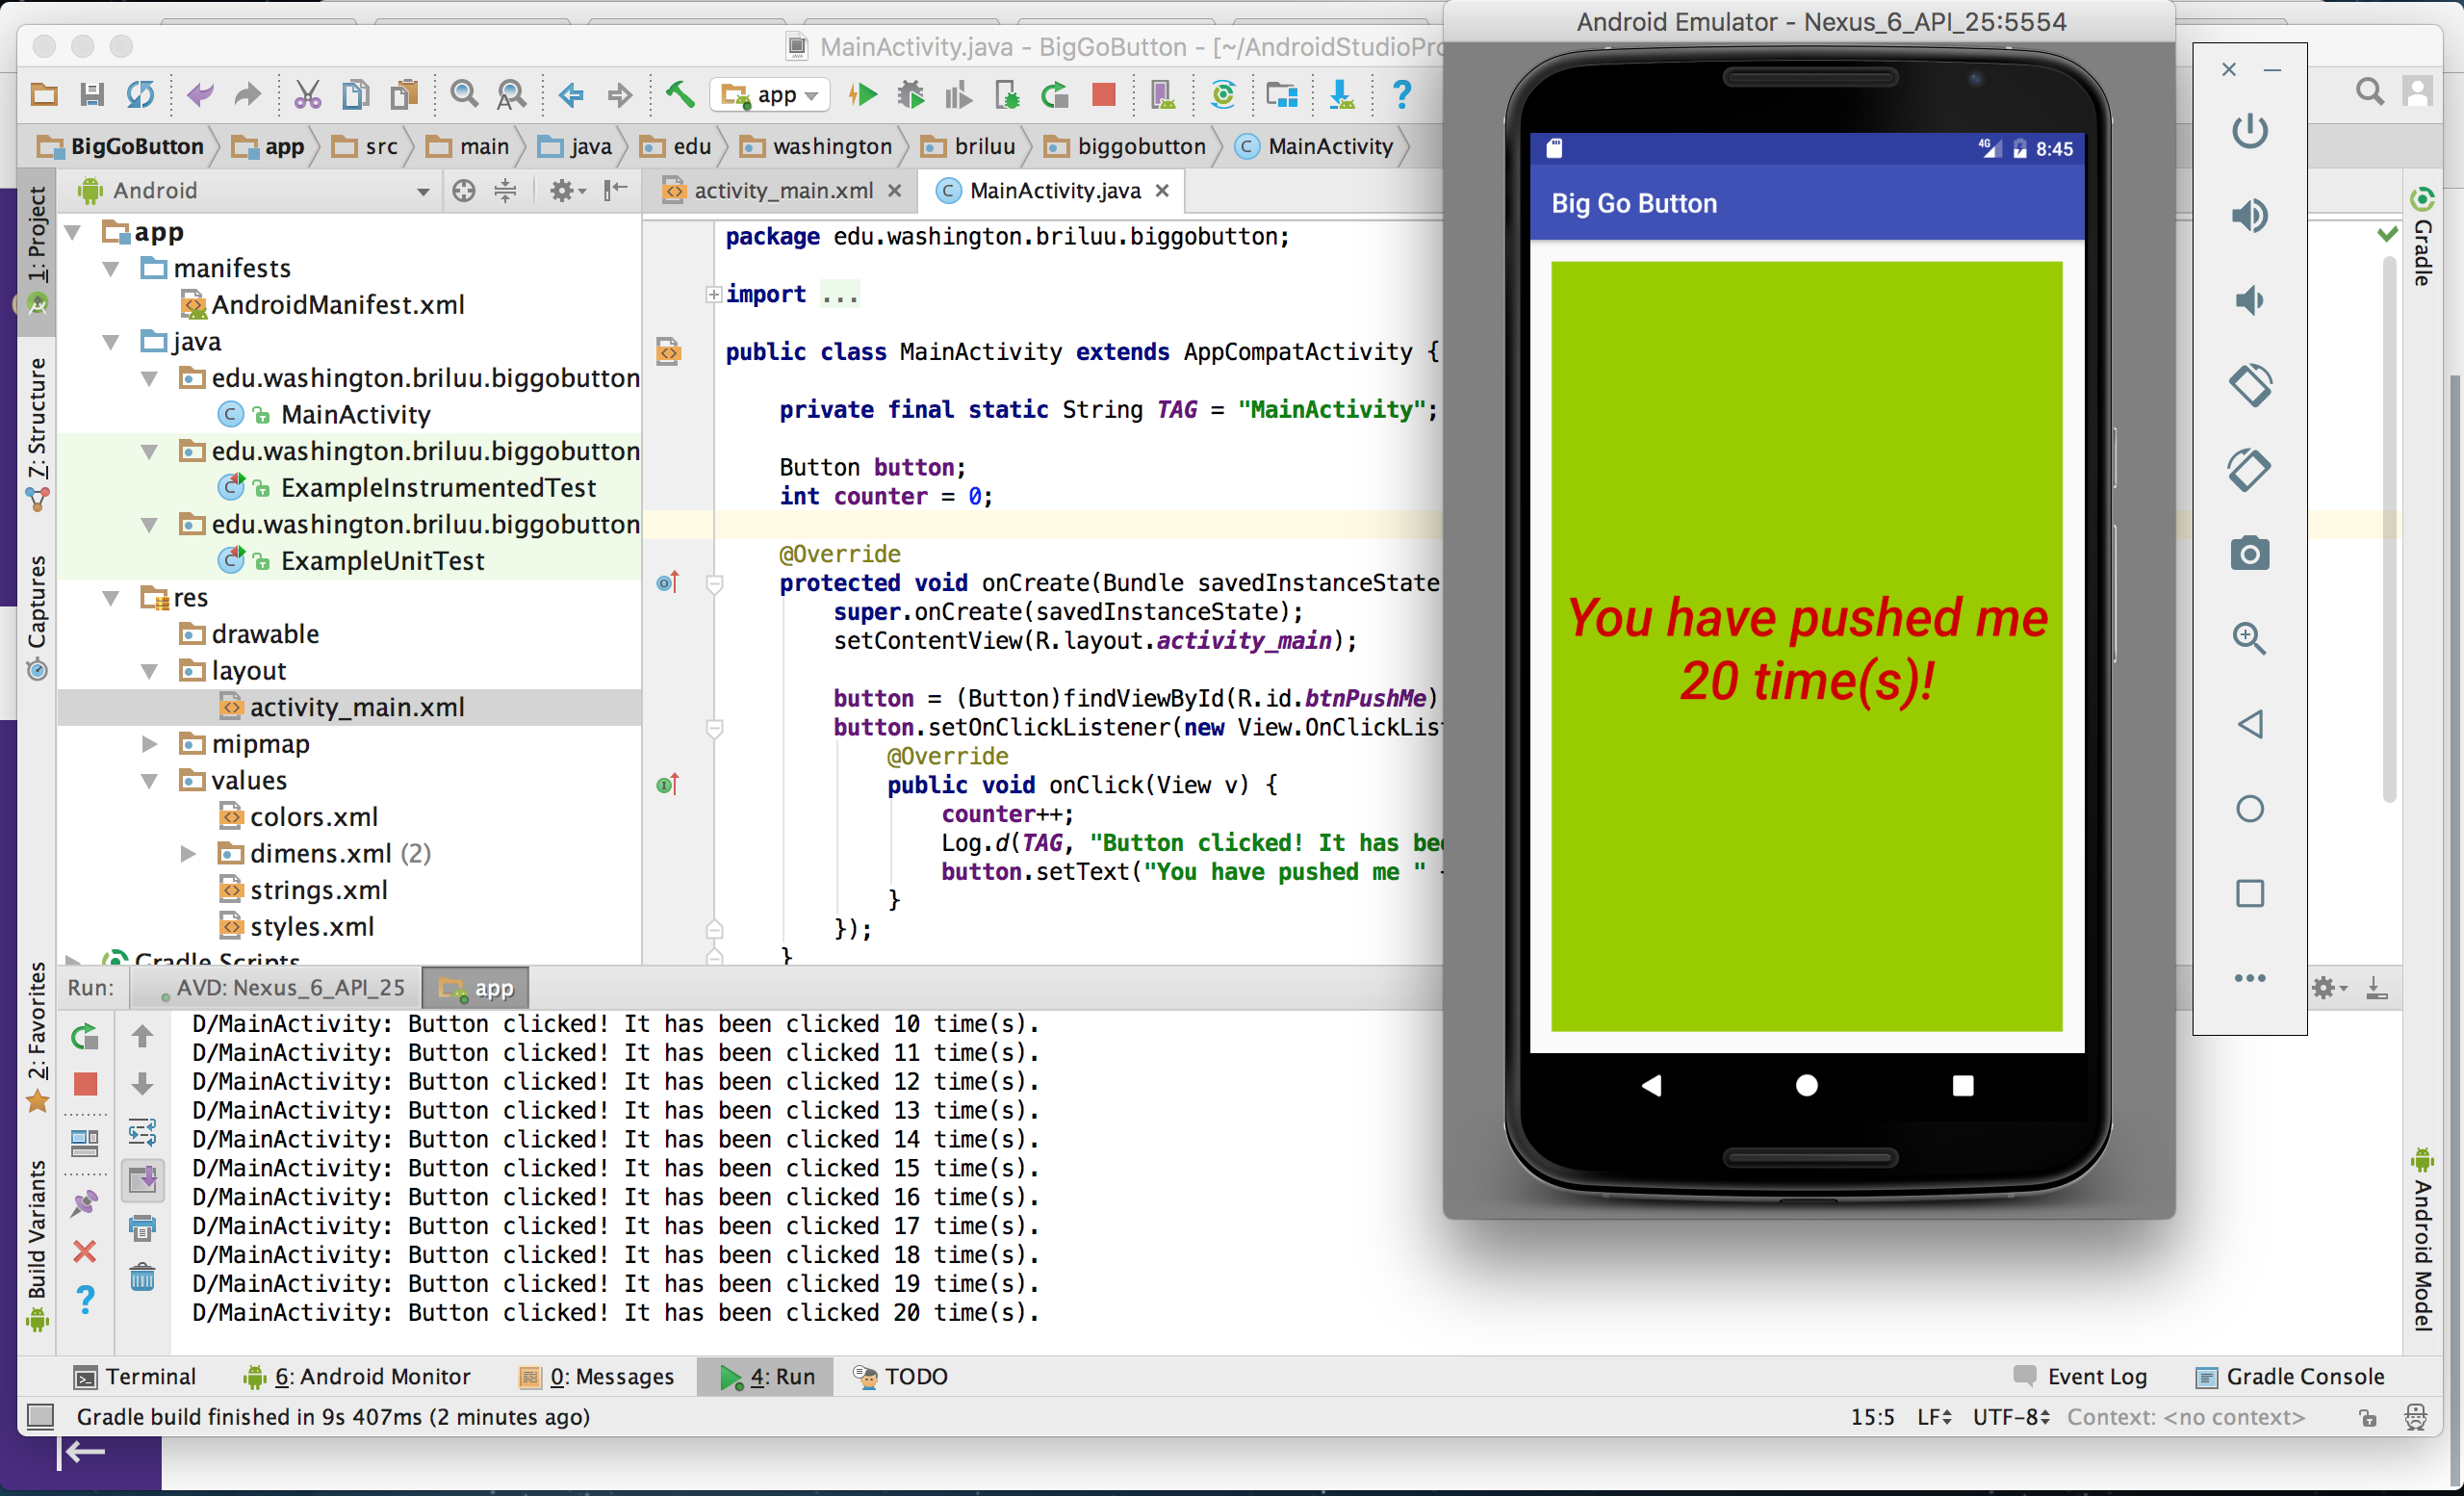 MainActivity.java - BigGoButton - [~/AndroidStudioPro
app
BigGoButton app src main java edu washington briluu biggobutton MainActivity
Android
activity_main.xml MainActivity.java
1: Project
Z: Structure
Captures
2: Favorites
Build Variants
app
manifests
AndroidManifest.xml
java
edu.washington.briluu.biggobutton
MainActivity
edu.washington.briluu.biggobutton
ExampleInstrumentedTest
edu.washington.briluu.biggobutton
ExampleUnitTest
res
drawable
layout
activity_main.xml
mipmap
values
colors.xml
dimens.xml (2)
strings.xml
styles.xml
Gradle Scripts
package edu.washington.briluu.biggobutton;
import ...
public class MainActivity extends AppCompatActivity {
private final static String TAG = "MainActivity";
Button button;
int counter = 0;
@Override
protected void onCreate(Bundle savedInstanceState
super.onCreate(savedInstanceState);
setContentView(R.layout.activity_main);
button = (Button)findViewById(R.id.btnPushMe)
button.setOnClickListener(new View.OnClickList
@Override
public void onClick(View v) {
counter++;
Log.d(TAG, "Button clicked! It has bee
button.setText("You have pushed me " +
}
});
}
Android Emulator - Nexus_6_API_25:5554
4G 8:45
Big Go Button
You have pushed me
20 time(s)!
Gradle
Android Model
Run: AVD: Nexus_6_API_25 app
D/MainActivity: Button clicked! It has been clicked 10 time(s).
D/MainActivity: Button clicked! It has been clicked 11 time(s).
D/MainActivity: Button clicked! It has been clicked 12 time(s).
D/MainActivity: Button clicked! It has been clicked 13 time(s).
D/MainActivity: Button clicked! It has been clicked 14 time(s).
D/MainActivity: Button clicked! It has been clicked 15 time(s).
D/MainActivity: Button clicked! It has been clicked 16 time(s).
D/MainActivity: Button clicked! It has been clicked 17 time(s).
D/MainActivity: Button clicked! It has been clicked 18 time(s).
D/MainActivity: Button clicked! It has been clicked 19 time(s).
D/MainActivity: Button clicked! It has been clicked 20 time(s).
Terminal 6: Android Monitor 0: Messages 4: Run TODO Event Log Gradle Console
Gradle build finished in 9s 407ms (2 minutes ago) 15:5 LF UTF-8 Context: <no context>